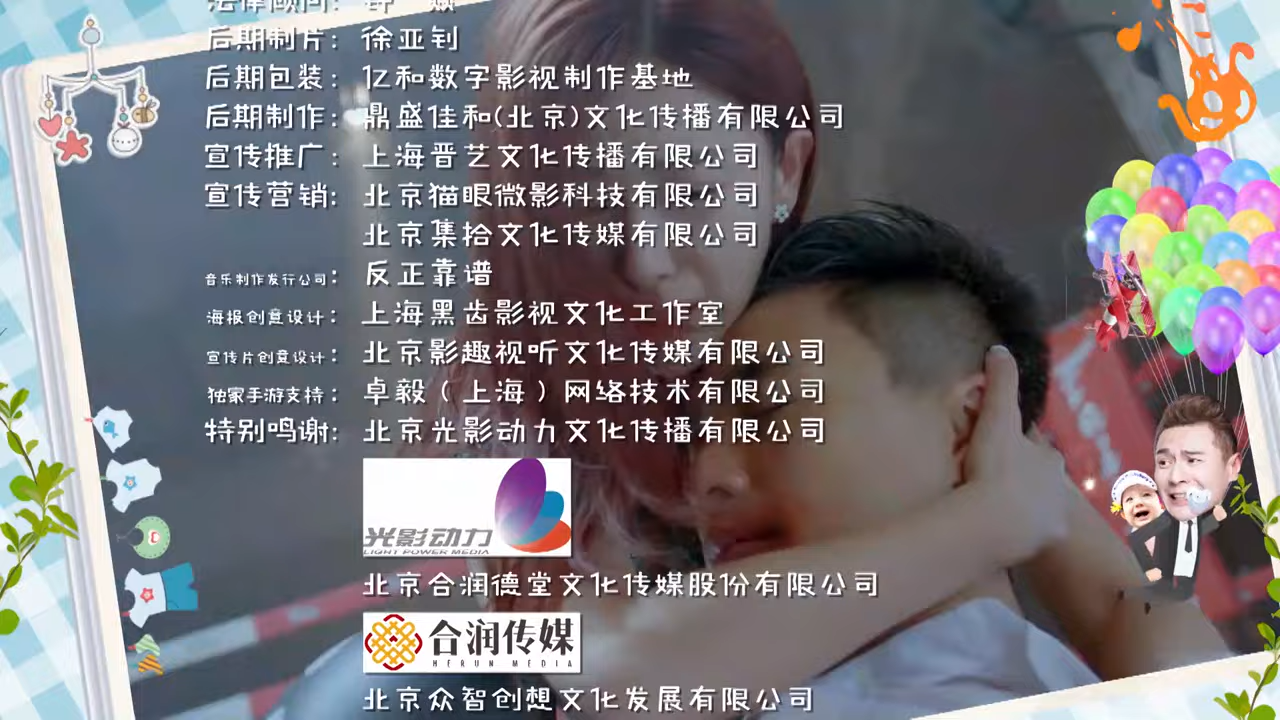 后期制片：徐亚钊
后期包装：亿和数字影视制作基地
后期制作：鼎盛佳和(北京)文化传播有限公司
宣传推广：上海晋艺文化传播有限公司
宣传营销：北京猫眼微影科技有限公司
北京集拾文化传媒有限公司
音乐制作发行公司：反正靠谱
海报创意设计：上海黑齿影视文化工作室
宣传片创意设计：北京影趣视听文化传媒有限公司
独家手游支持：卓毅（上海）网络技术有限公司
特别鸣谢：北京光影动力文化传播有限公司
光影动力
LIGHT POWER MEDIA
北京合润德堂文化传媒股份有限公司
合润传媒
HERUN MEDIA
北京众智创想文化发展有限公司